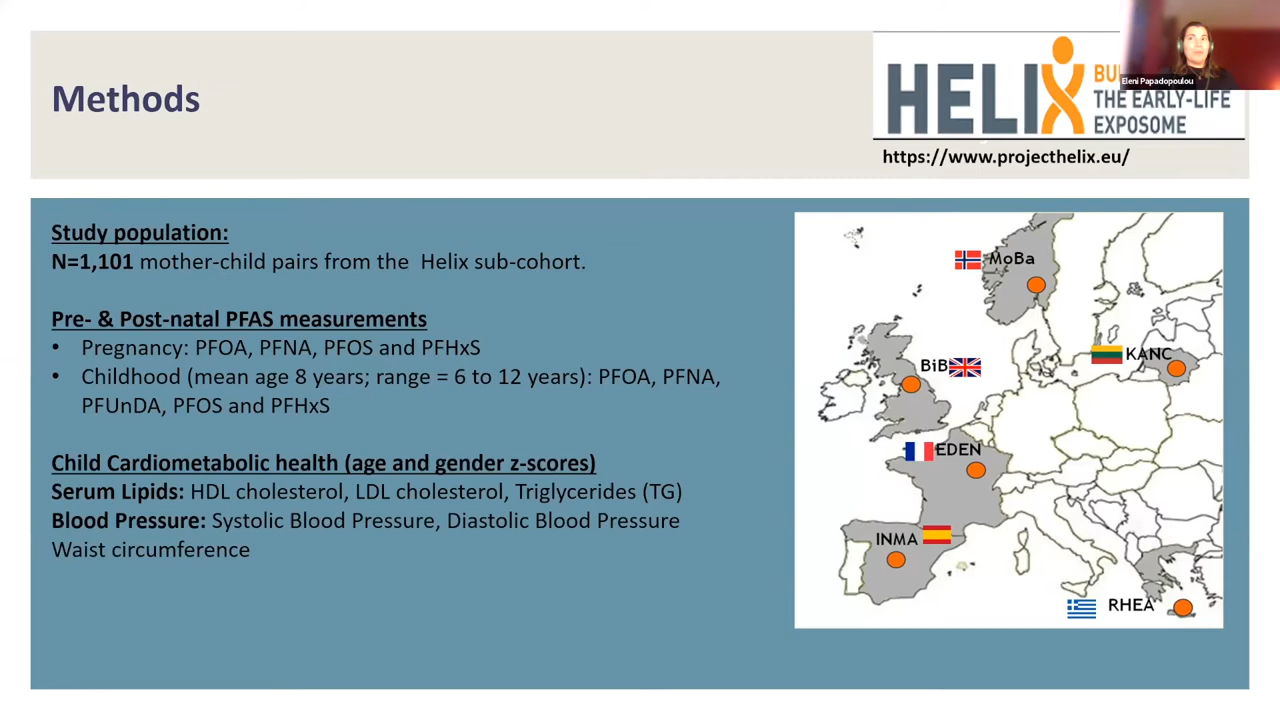 Methods
HELIX
BU
THE EARLY-LIFE
EXPOSOME
Eleni Papadopoulou
https://www.projecthelix.eu/
Study population:
N=1,101 mother-child pairs from the Helix sub-cohort.
Pre- & Post-natal PFAS measurements
• Pregnancy: PFOA, PFNA, PFOS and PFHxS
• Childhood (mean age 8 years; range = 6 to 12 years): PFOA, PFNA,
PFUnDA, PFOS and PFHxS
Child Cardiometabolic health (age and gender z-scores)
Serum Lipids: HDL cholesterol, LDL cholesterol, Triglycerides (TG)
Blood Pressure: Systolic Blood Pressure, Diastolic Blood Pressure
Waist circumference
MoBa
KANC
BiB
EDEN
INMA
RHEA